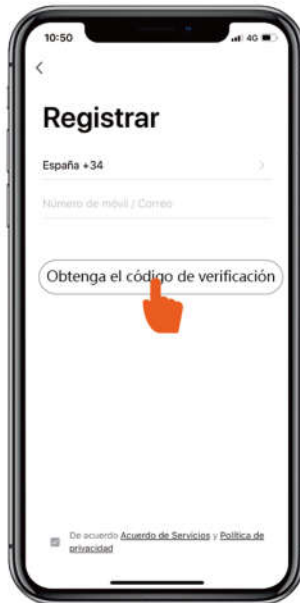 10:50
4G
Registrar
España +34
Número de móvil / Correo
Obtenga el código de verificación
De acuerdo Acuerdo de Servicios y Política de
privacidad